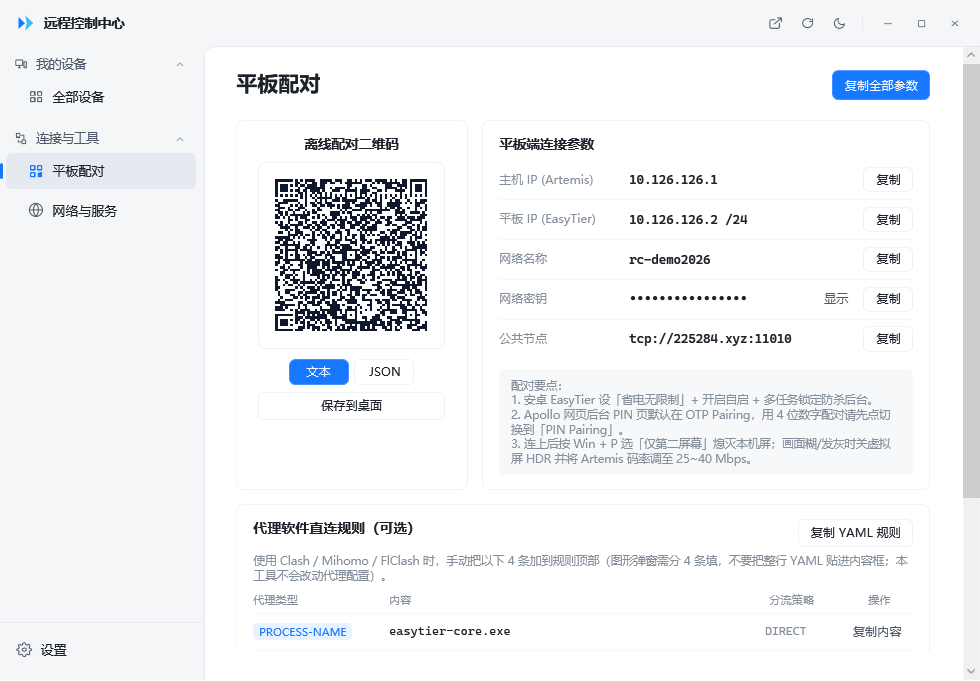 远程控制中心
我的设备
全部设备
连接与工具
平板配对
网络与服务
设置
平板配对
复制全部参数
离线配对二维码
文本
JSON
保存到桌面
平板端连接参数
主机 IP (Artemis) 10.126.126.1 复制
平板 IP (EasyTier) 10.126.126.2 /24 复制
网络名称 rc-demo2026 复制
网络密钥 •••••••••••••••• 显示 复制
公共节点 tcp://225284.xyz:11010 复制
配对要点:
1. 安卓 EasyTier 设「省电无限制」+ 开启自启 + 多任务锁定防杀后台。
2. Apollo 网页后台 PIN 页默认在 OTP Pairing，用 4 位数字配对请先点切
换到「PIN Pairing」。
3. 连上后按 Win + P 选「仅第二屏幕」熄灭本机屏；画面糊/发灰时关虚拟
屏 HDR 并将 Artemis 码率调至 25~40 Mbps。
代理软件直连规则（可选）
复制 YAML 规则
使用 Clash / Mihomo / FlClash 时，手动把以下 4 条加到规则顶部（图形弹窗需分 4 条填，不要把整行 YAML 贴进内容框；本
工具不会改动代理配置）。
代理类型 内容 分流策略 操作
PROCESS-NAME easytier-core.exe DIRECT 复制内容